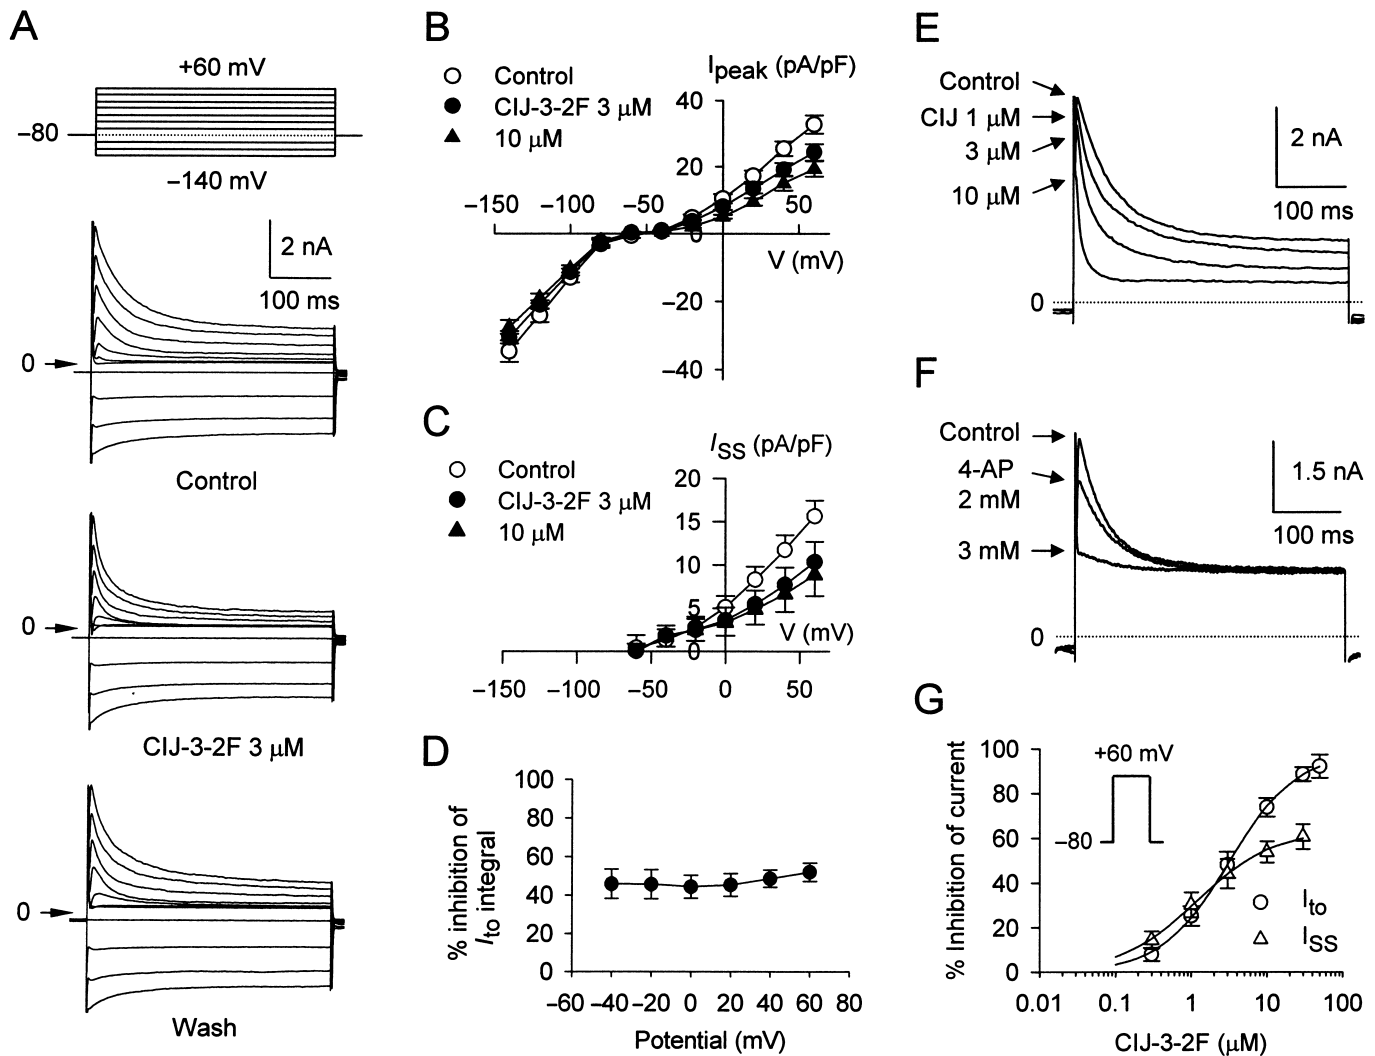 A
+60 mV
−80
−140 mV
2 nA
100 ms
0
Control
0
CIJ-3-2F 3 μM
0
Wash
B
Control
CIJ-3-2F 3 μM
10 μM
Ipeak (pA/pF)
40
20
−150 −100 −50 50
0
V (mV)
−20
−40
C
Control
CIJ-3-2F 3 μM
10 μM
ISS (pA/pF)
20
15
10
5
V (mV)
0
−150 −100 −50 0 50
D
% inhibition of
Ito integral
100
80
60
40
20
0
−60 −40 −20 0 20 40 60 80
Potential (mV)
E
Control
CIJ 1 μM
3 μM
10 μM
2 nA
100 ms
0
F
Control
4-AP
2 mM
3 mM
1.5 nA
100 ms
0
G
% Inhibition of current
100
80
60
40
20
0
+60 mV
−80
Ito
ISS
0.01 0.1 1 10 100
CIJ-3-2F (μM)